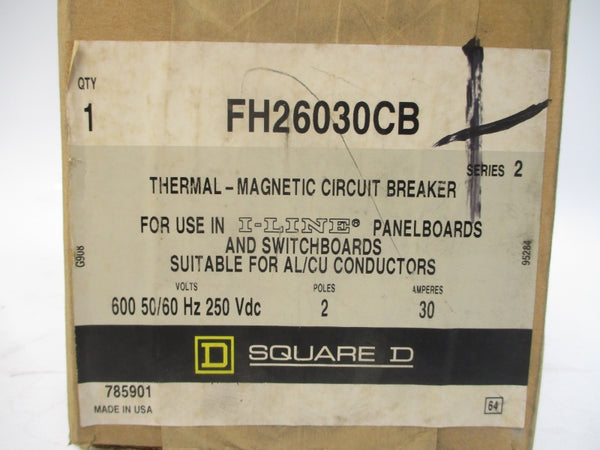 QTY
1
FH26030CB
SERIES 2
THERMAL-MAGNETIC CIRCUIT BREAKER
FOR USE IN I-LINE® PANELBOARDS
AND SWITCHBOARDS
SUITABLE FOR AL/CU CONDUCTORS
G908
95284
VOLTS POLES AMPERES
600 50/60 Hz 250 Vdc 2 30
D SQUARE D
785901
MADE IN USA
64